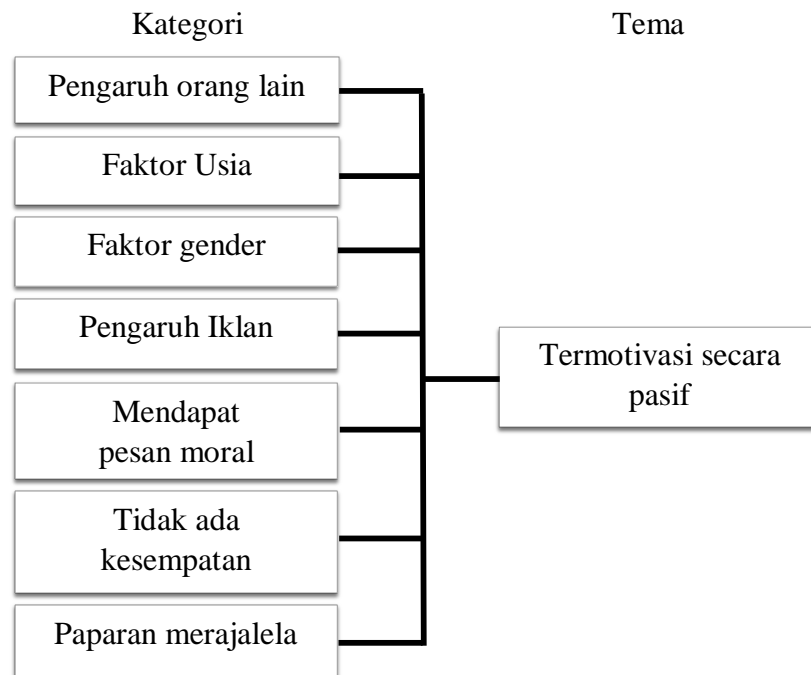 Kategori
Tema
Pengaruh orang lain
Faktor Usia
Faktor gender
Pengaruh Iklan
Mendapat
pesan moral
Tidak ada
kesempatan
Paparan merajalela
Termotivasi secara
pasif